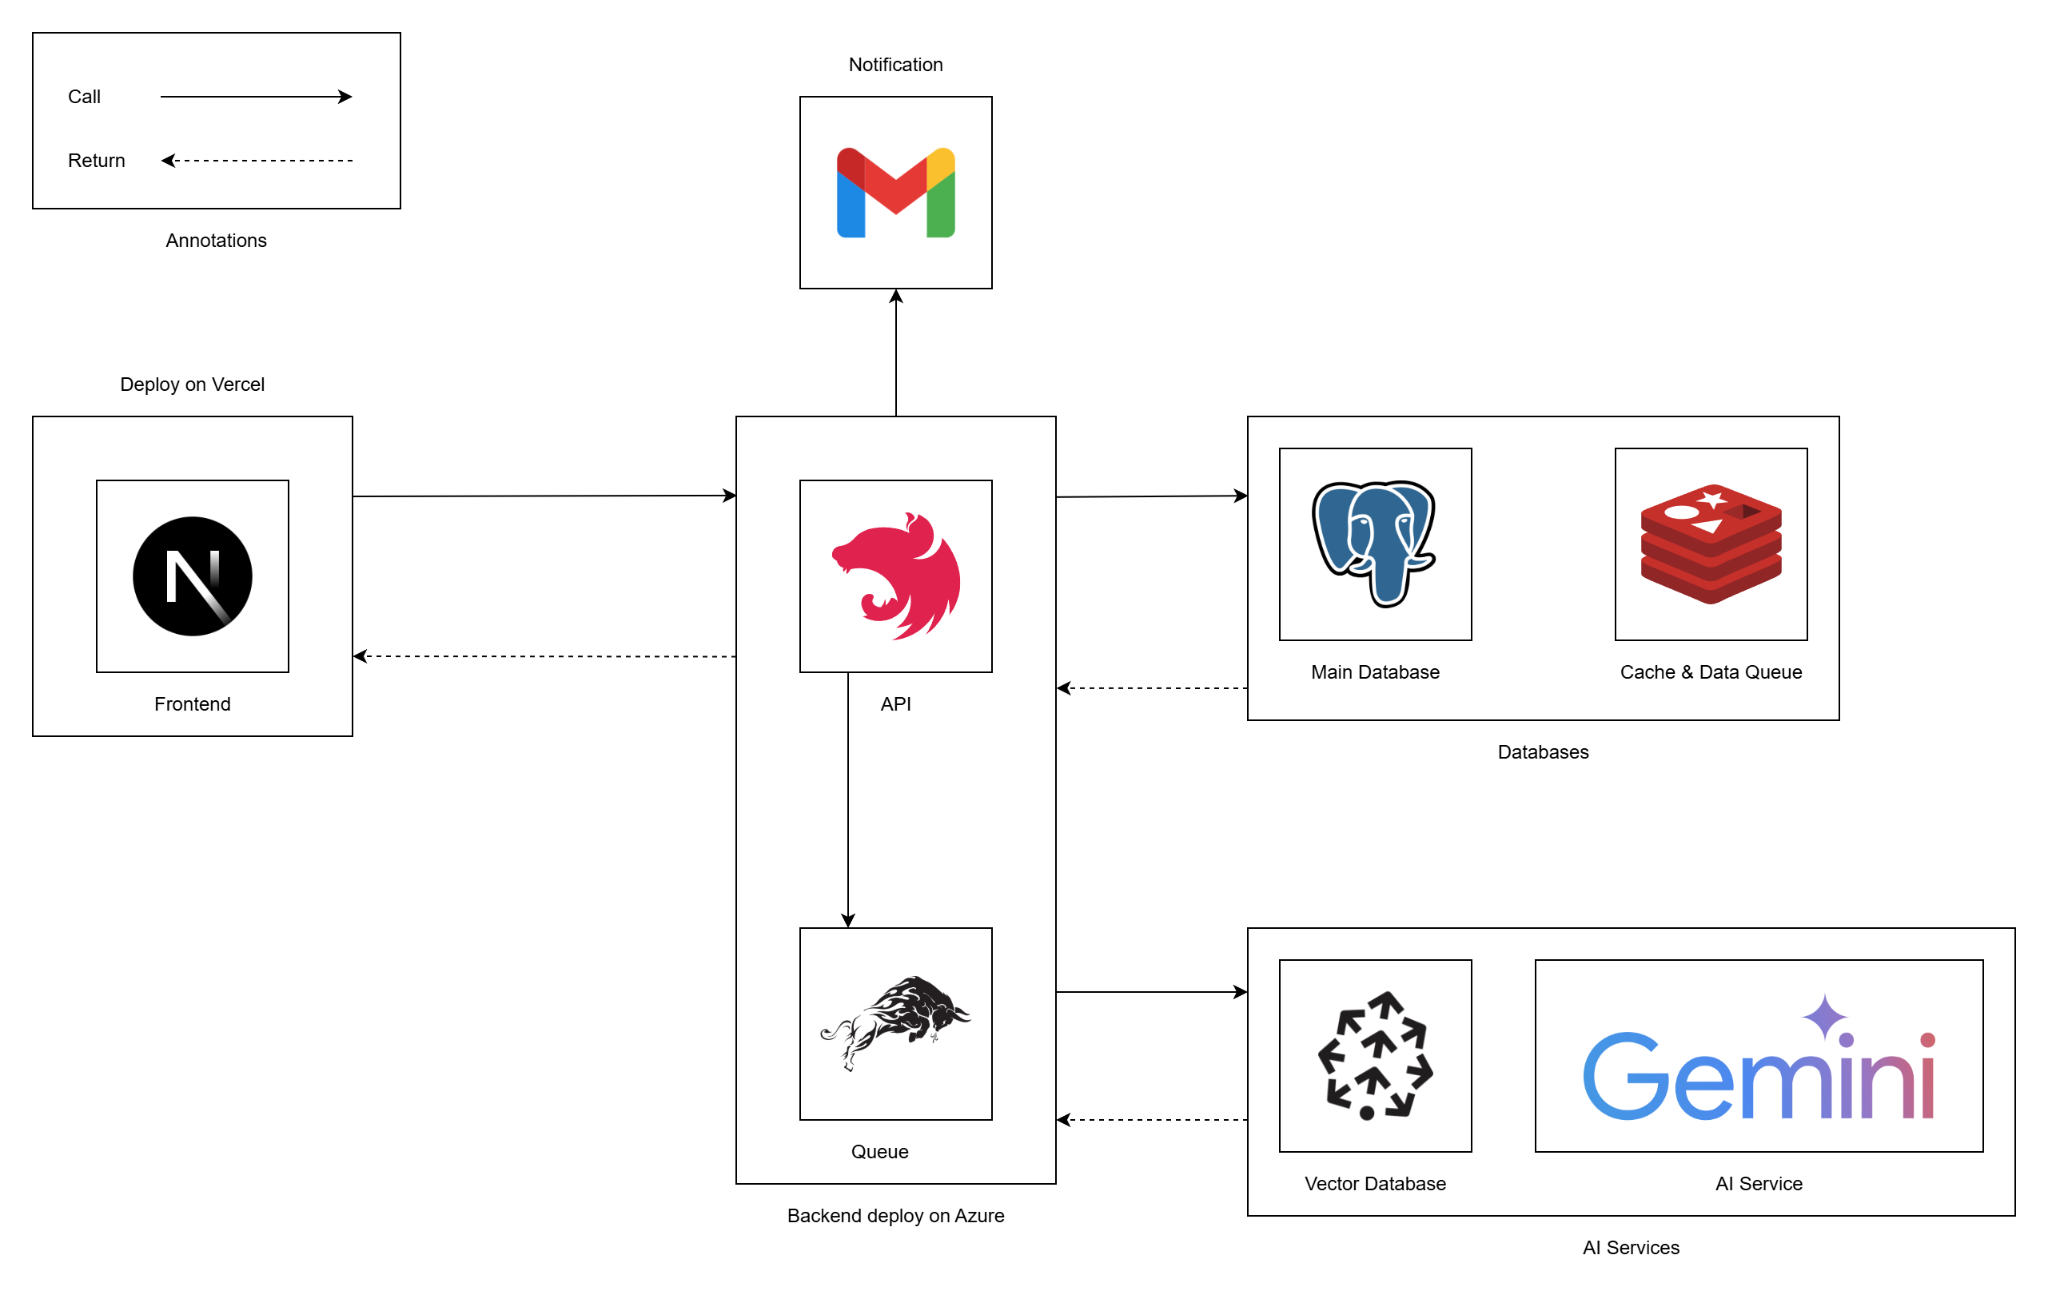 Call
Return
Annotations
Notification
Deploy on Vercel
N
Frontend
API
Main Database
Cache & Data Queue
Databases
Queue
Backend deploy on Azure
Gemini
Vector Database
AI Service
AI Services